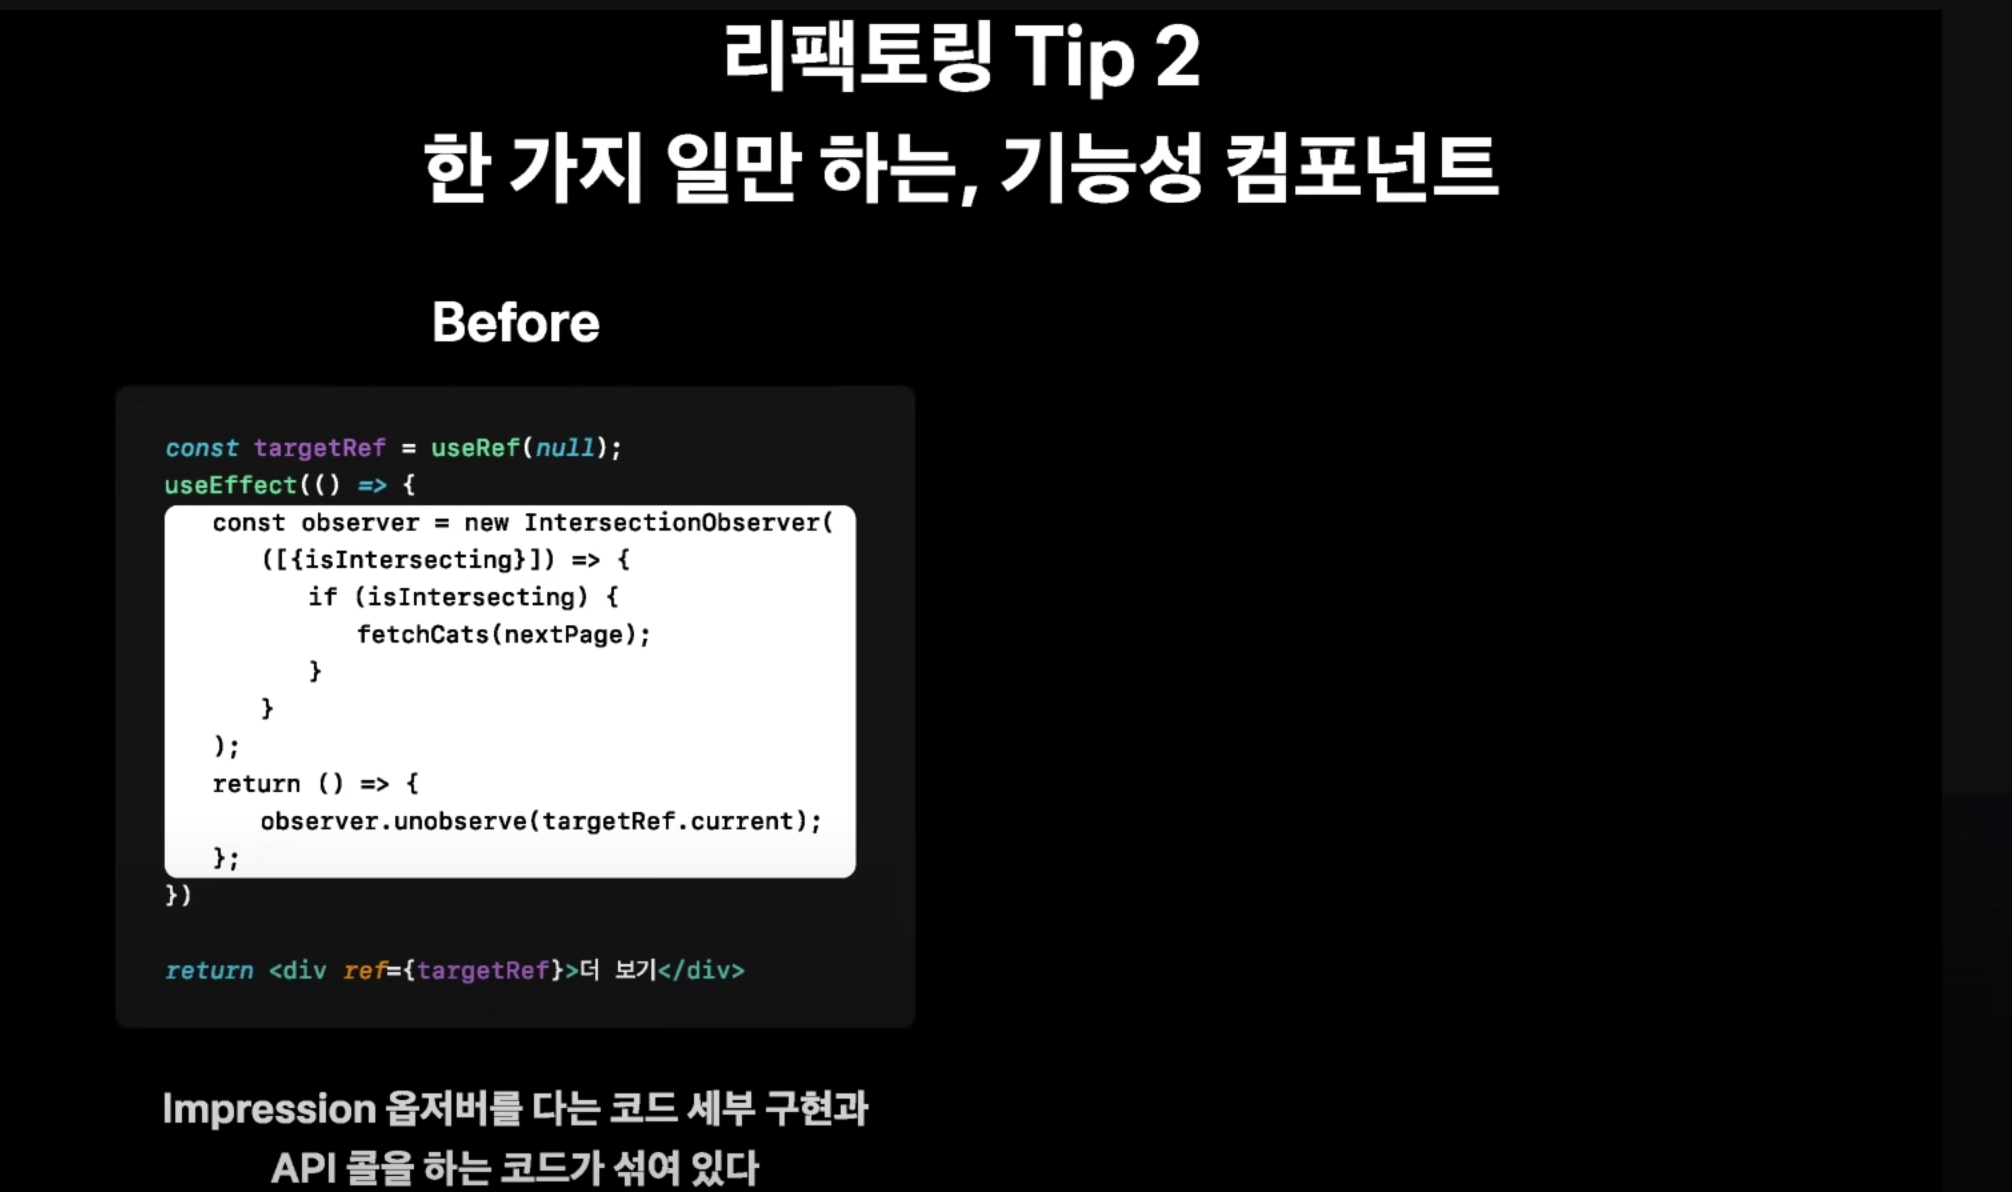 리팩토링 Tip 2
한 가지 일만 하는, 기능성 컴포넌트
Before
const targetRef = useRef(null);
useEffect(() => {
const observer = new IntersectionObserver(
([{isIntersecting}]) => {
if (isIntersecting) {
fetchCats(nextPage);
}
}
);
return () => {
observer.unobserve(targetRef.current);
};
})
return <div ref={targetRef}>더 보기</div>
Impression 옵저버를 다는 코드 세부 구현과
API 콜을 하는 코드가 섞여 있다